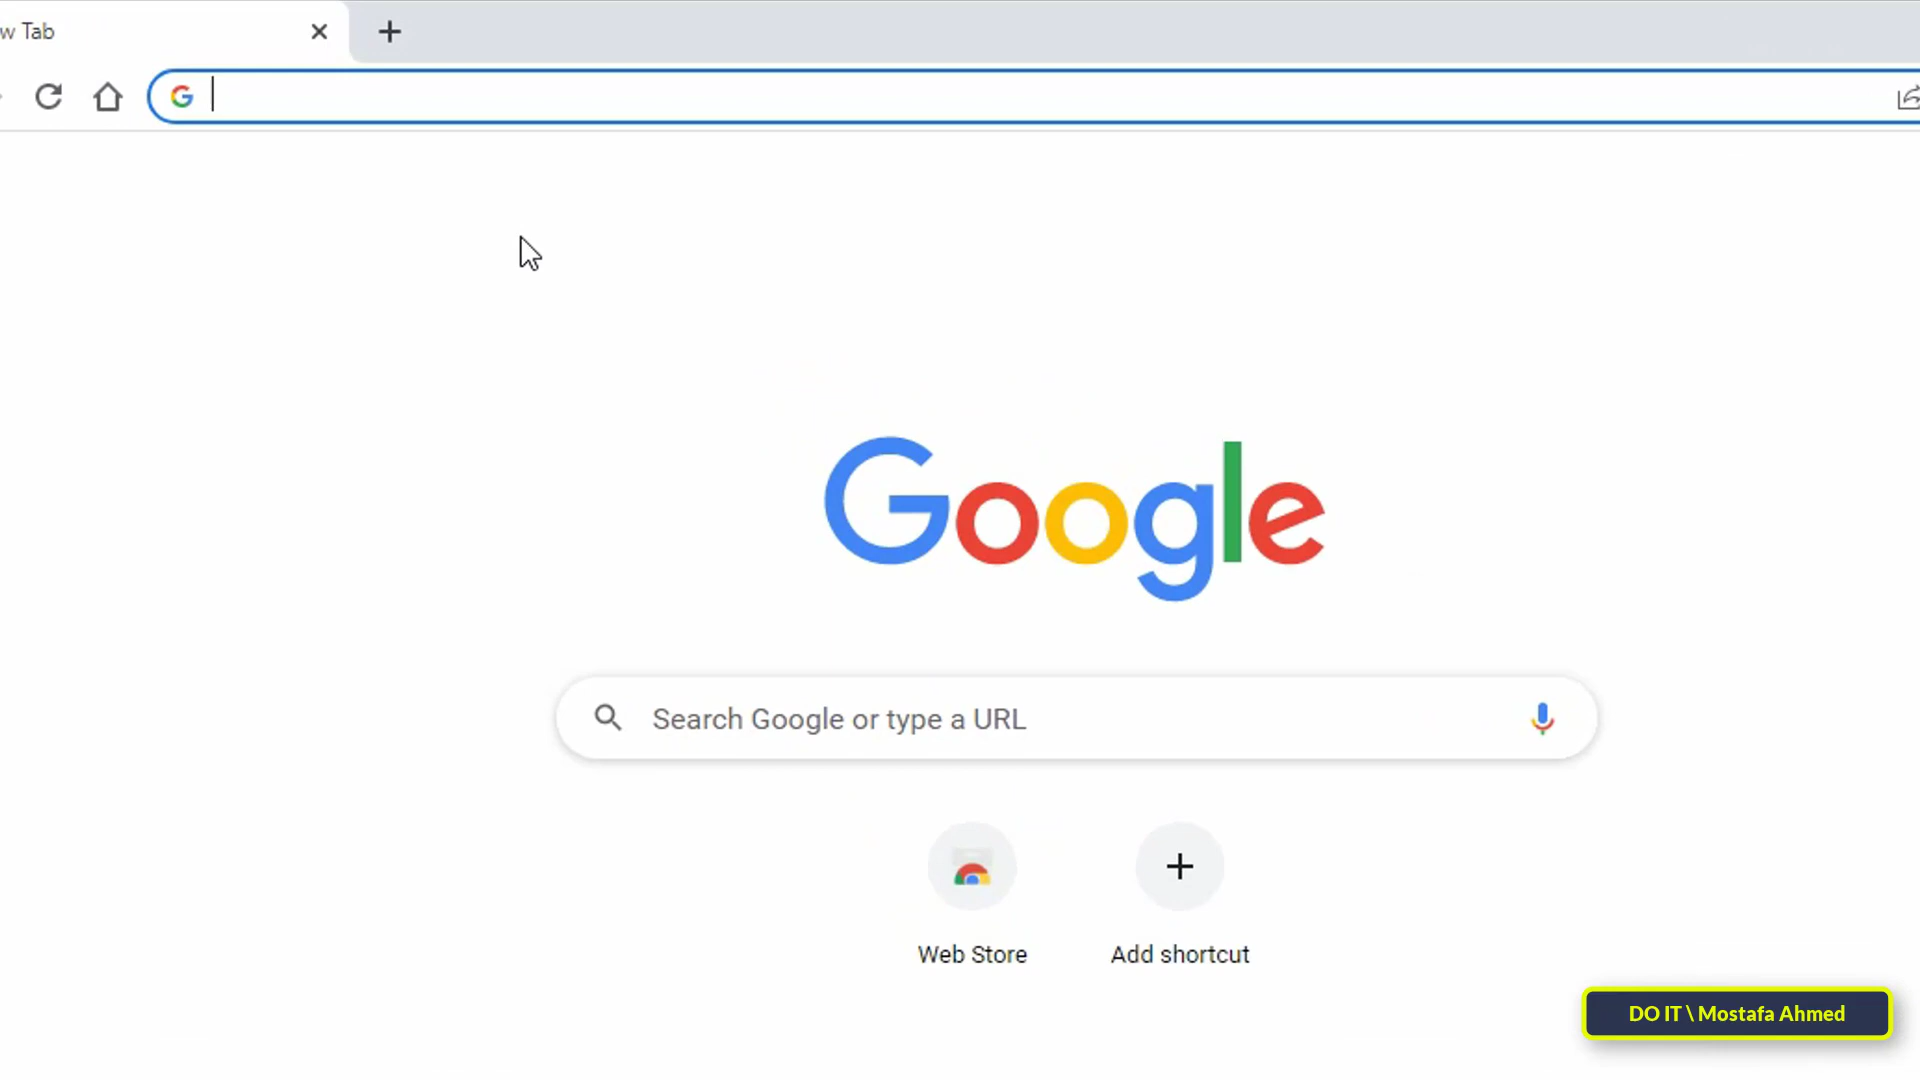 w Tab
Google
Search Google or type a URL
Web Store
Add shortcut
DO IT \ Mostafa Ahmed